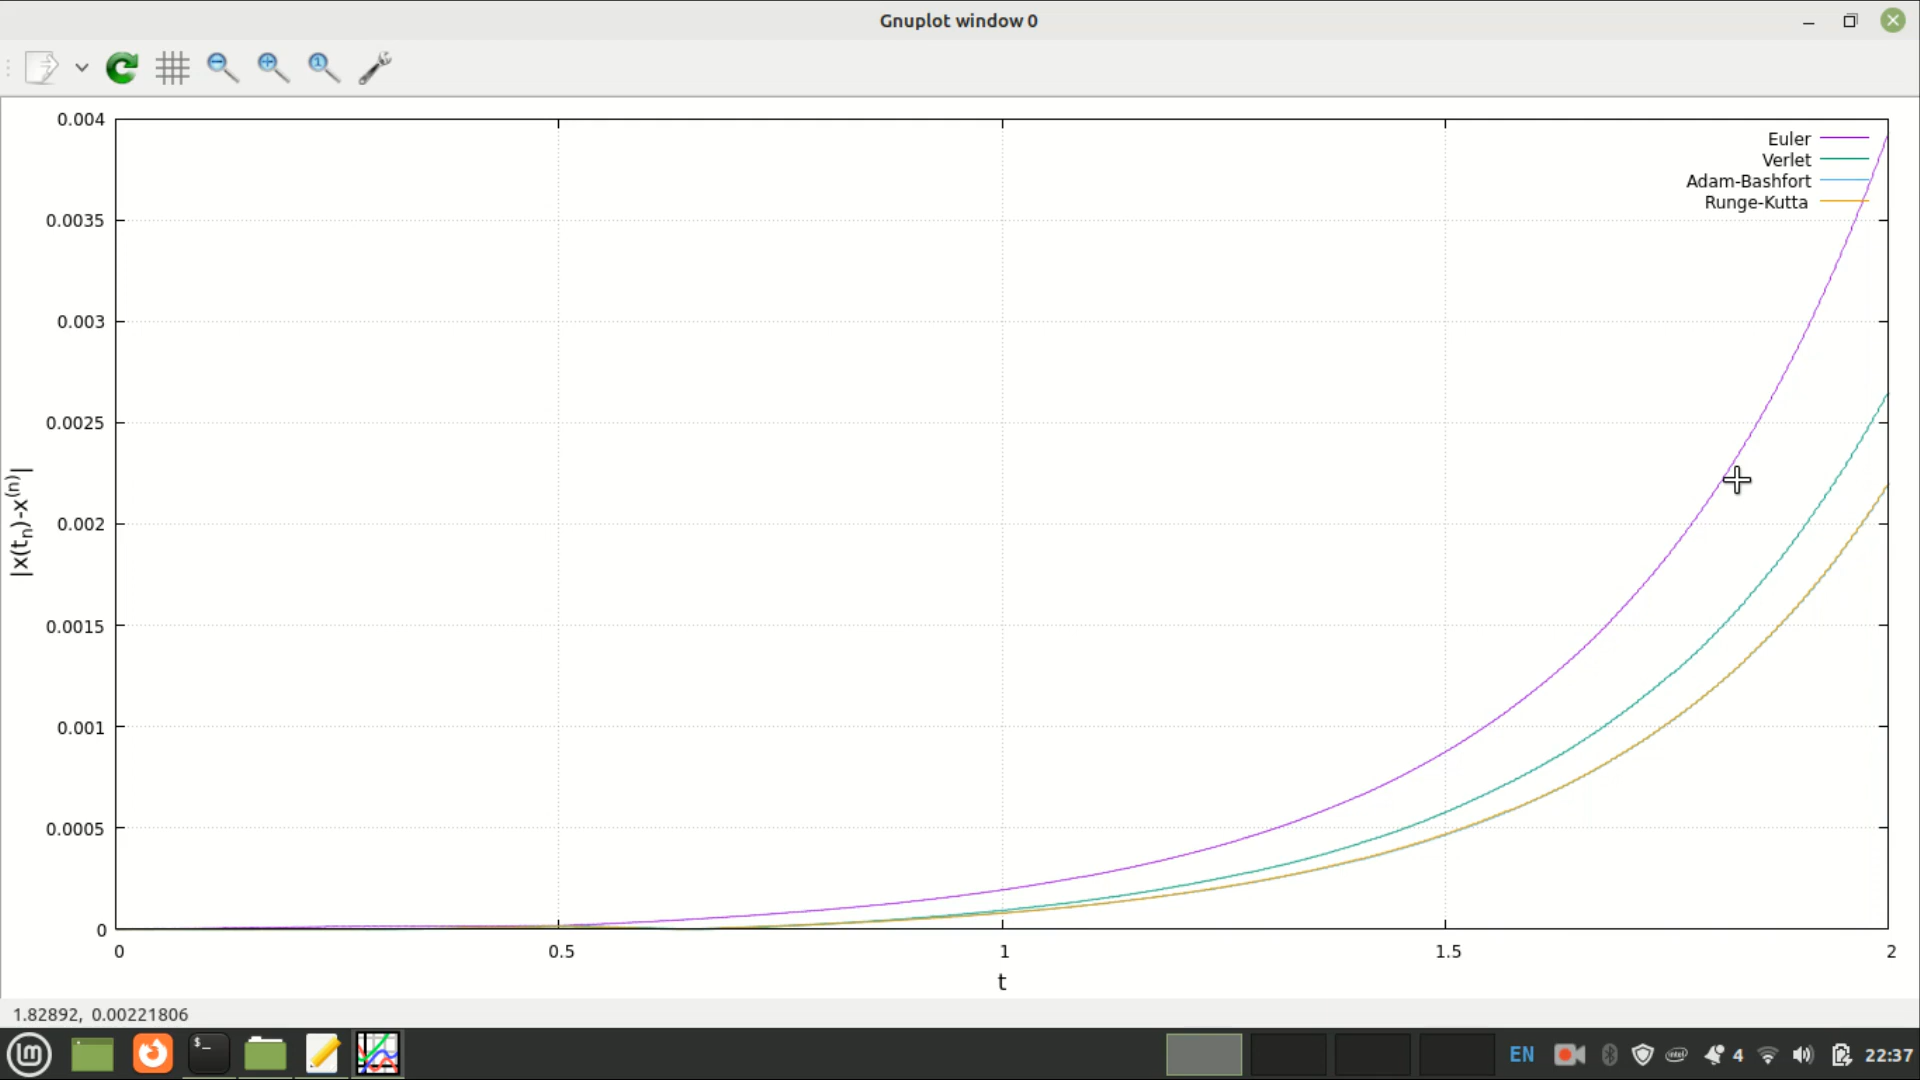 Gnuplot window 0
0.004
0.0035
0.003
0.0025
0.002
0.0015
0.001
0.0005
0
|x(tn)-x(n)|
Euler
Verlet
Adam-Bashfort
Runge-Kutta
0 0.5 1 1.5 2
t
1.82892, 0.00221806
$_
EN
intel
4
22:37